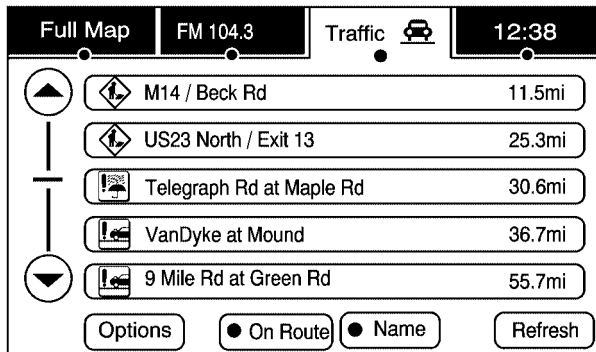 Full Map FM 104.3 Traffic 12:38
M14 / Beck Rd 11.5mi
US23 North / Exit 13 25.3mi
Telegraph Rd at Maple Rd 30.6mi
VanDyke at Mound 36.7mi
9 Mile Rd at Green Rd 55.7mi
Options On Route Name Refresh